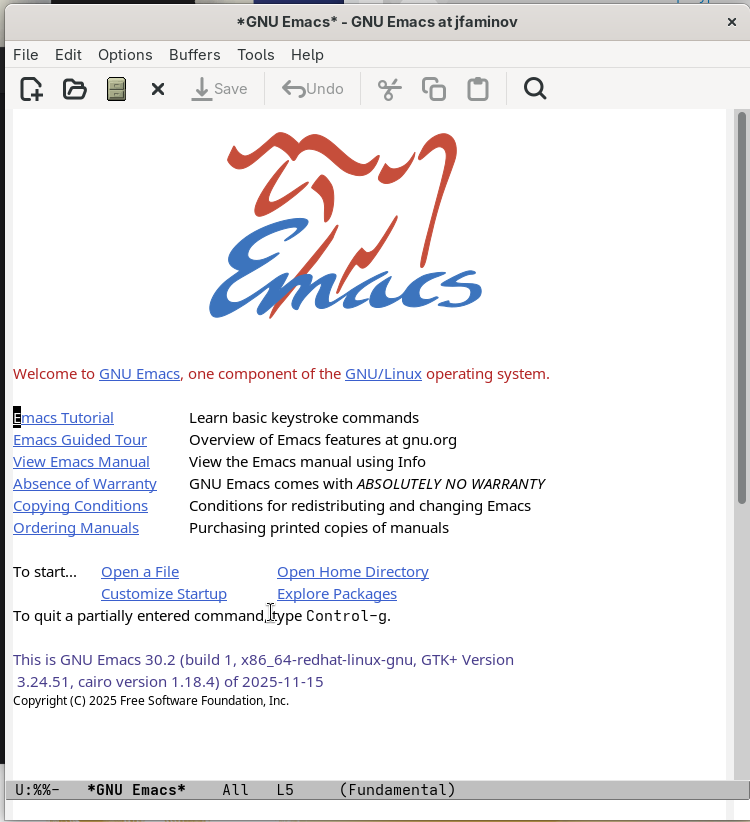 *GNU Emacs* - GNU Emacs at jfaminov
File Edit Options Buffers Tools Help
Save Undo
Emacs
Welcome to GNU Emacs, one component of the GNU/Linux operating system.
Emacs Tutorial Learn basic keystroke commands
Emacs Guided Tour Overview of Emacs features at gnu.org
View Emacs Manual View the Emacs manual using Info
Absence of Warranty GNU Emacs comes with ABSOLUTELY NO WARRANTY
Copying Conditions Conditions for redistributing and changing Emacs
Ordering Manuals Purchasing printed copies of manuals
To start... Open a File Open Home Directory
Customize Startup Explore Packages
To quit a partially entered command, type Control-g.
This is GNU Emacs 30.2 (build 1, x86_64-redhat-linux-gnu, GTK+ Version
3.24.51, cairo version 1.18.4) of 2025-11-15
Copyright (C) 2025 Free Software Foundation, Inc.
U:%%- *GNU Emacs* All L5 (Fundamental)